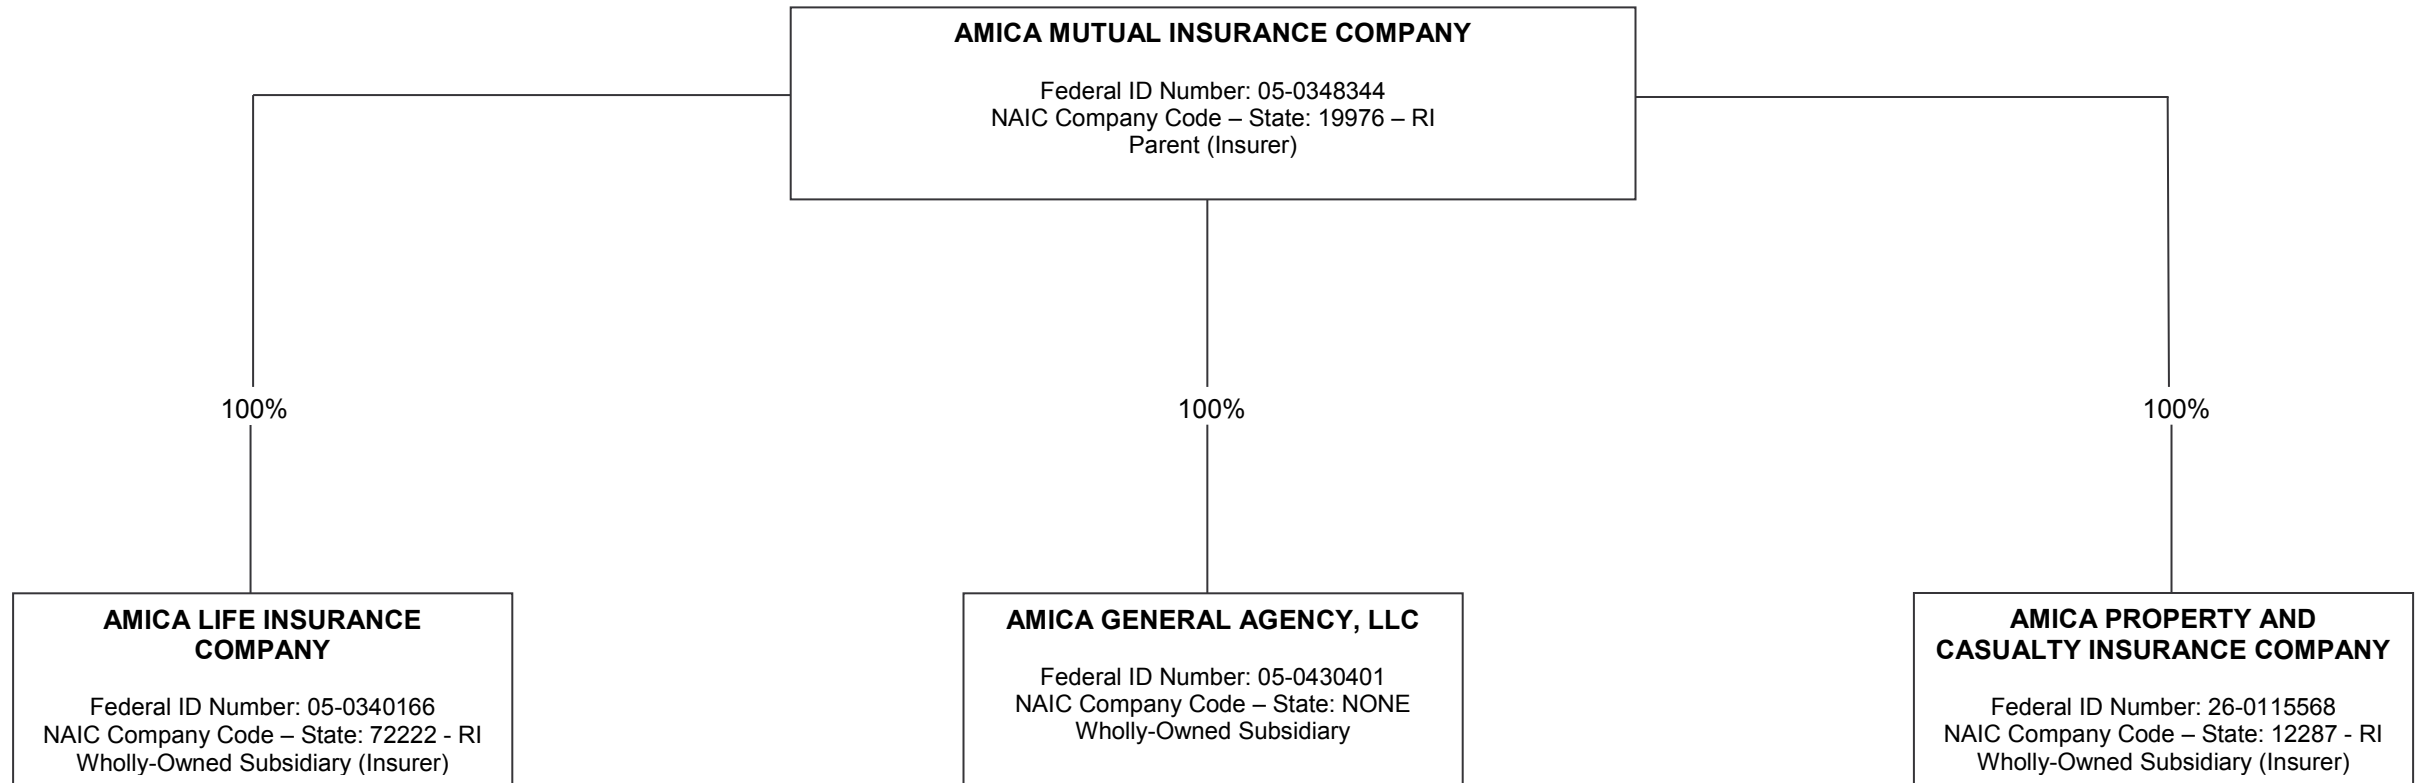 AMICA MUTUAL INSURANCE COMPANY
Federal ID Number: 05-0348344
NAIC Company Code – State: 19976 – RI
Parent (Insurer)
100%
100%
100%
AMICA LIFE INSURANCE
COMPANY
Federal ID Number: 05-0340166
NAIC Company Code – State: 72222 - RI
Wholly-Owned Subsidiary (Insurer)
AMICA GENERAL AGENCY, LLC
Federal ID Number: 05-0430401
NAIC Company Code – State: NONE
Wholly-Owned Subsidiary
AMICA PROPERTY AND
CASUALTY INSURANCE COMPANY
Federal ID Number: 26-0115568
NAIC Company Code – State: 12287 - RI
Wholly-Owned Subsidiary (Insurer)